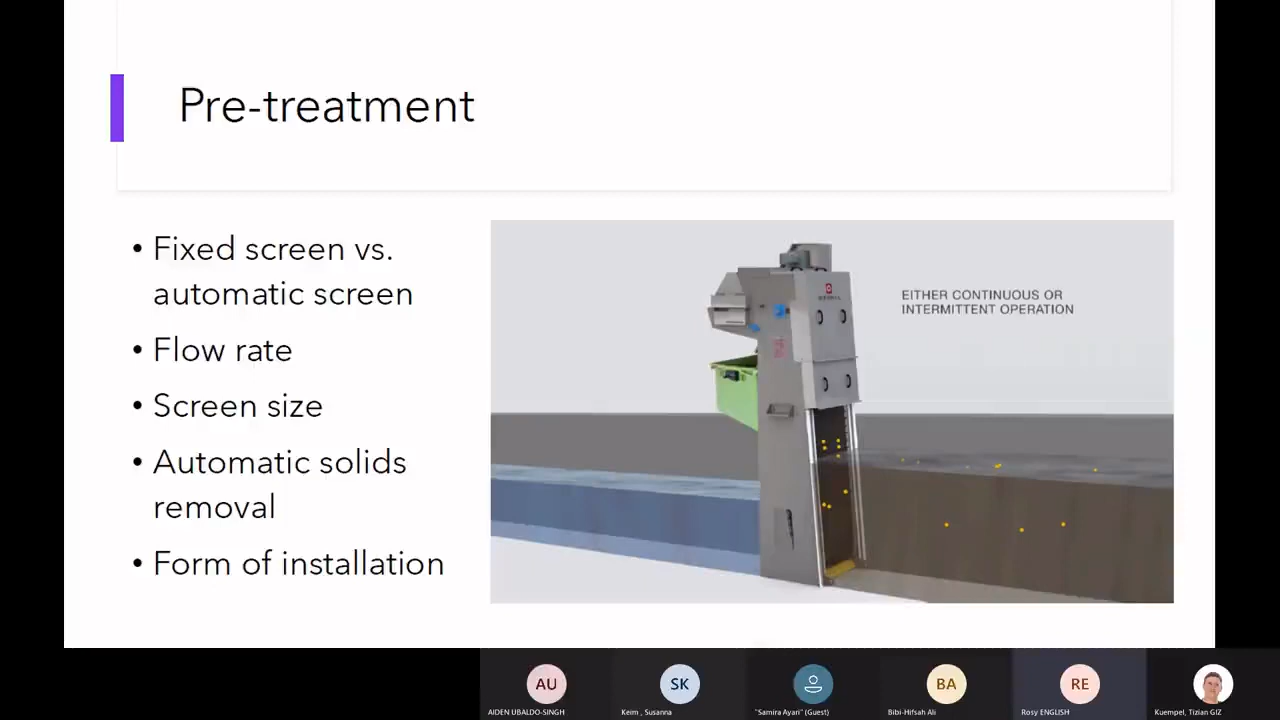 Pre-treatment
• Fixed screen vs.
automatic screen
• Flow rate
• Screen size
• Automatic solids
removal
• Form of installation
EITHER CONTINUOUS OR
INTERMITTENT OPERATION
AU
SK
BA
RE
AIDEN UBALDO-SINGH
Keim , Susanna
"Samira Ayari" (Guest)
Bibi-Hifsah Ali
Rosy ENGLISH
Kuempel, Tizian GIZ